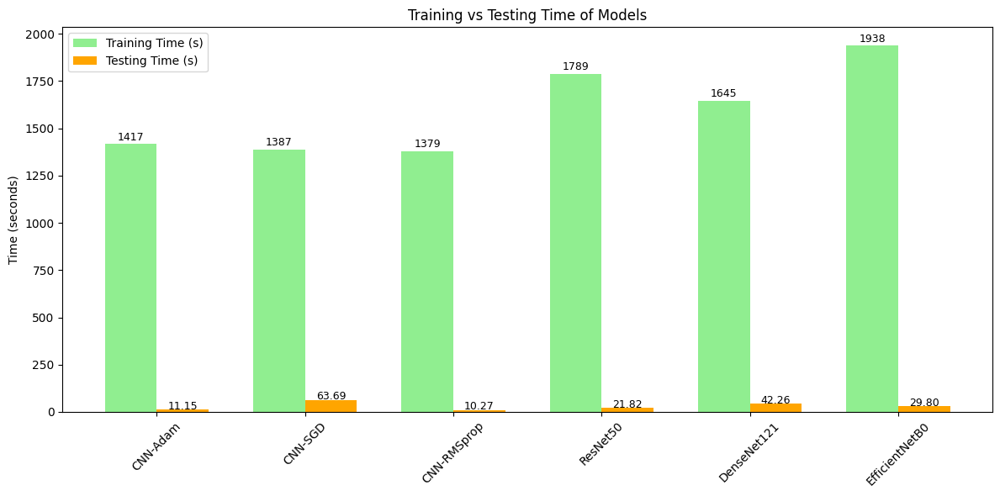 Training vs Testing Time of Models
Training Time (s)
Testing Time (s)
Time (seconds)
2000
1750
1500
1250
1000
750
500
250
0
1417
11.15
1387
63.69
1379
10.27
1789
21.82
1645
42.26
1938
29.80
CNN-Adam
CNN-SGD
CNN-RMSprop
ResNet50
DenseNet121
EfficientNetB0